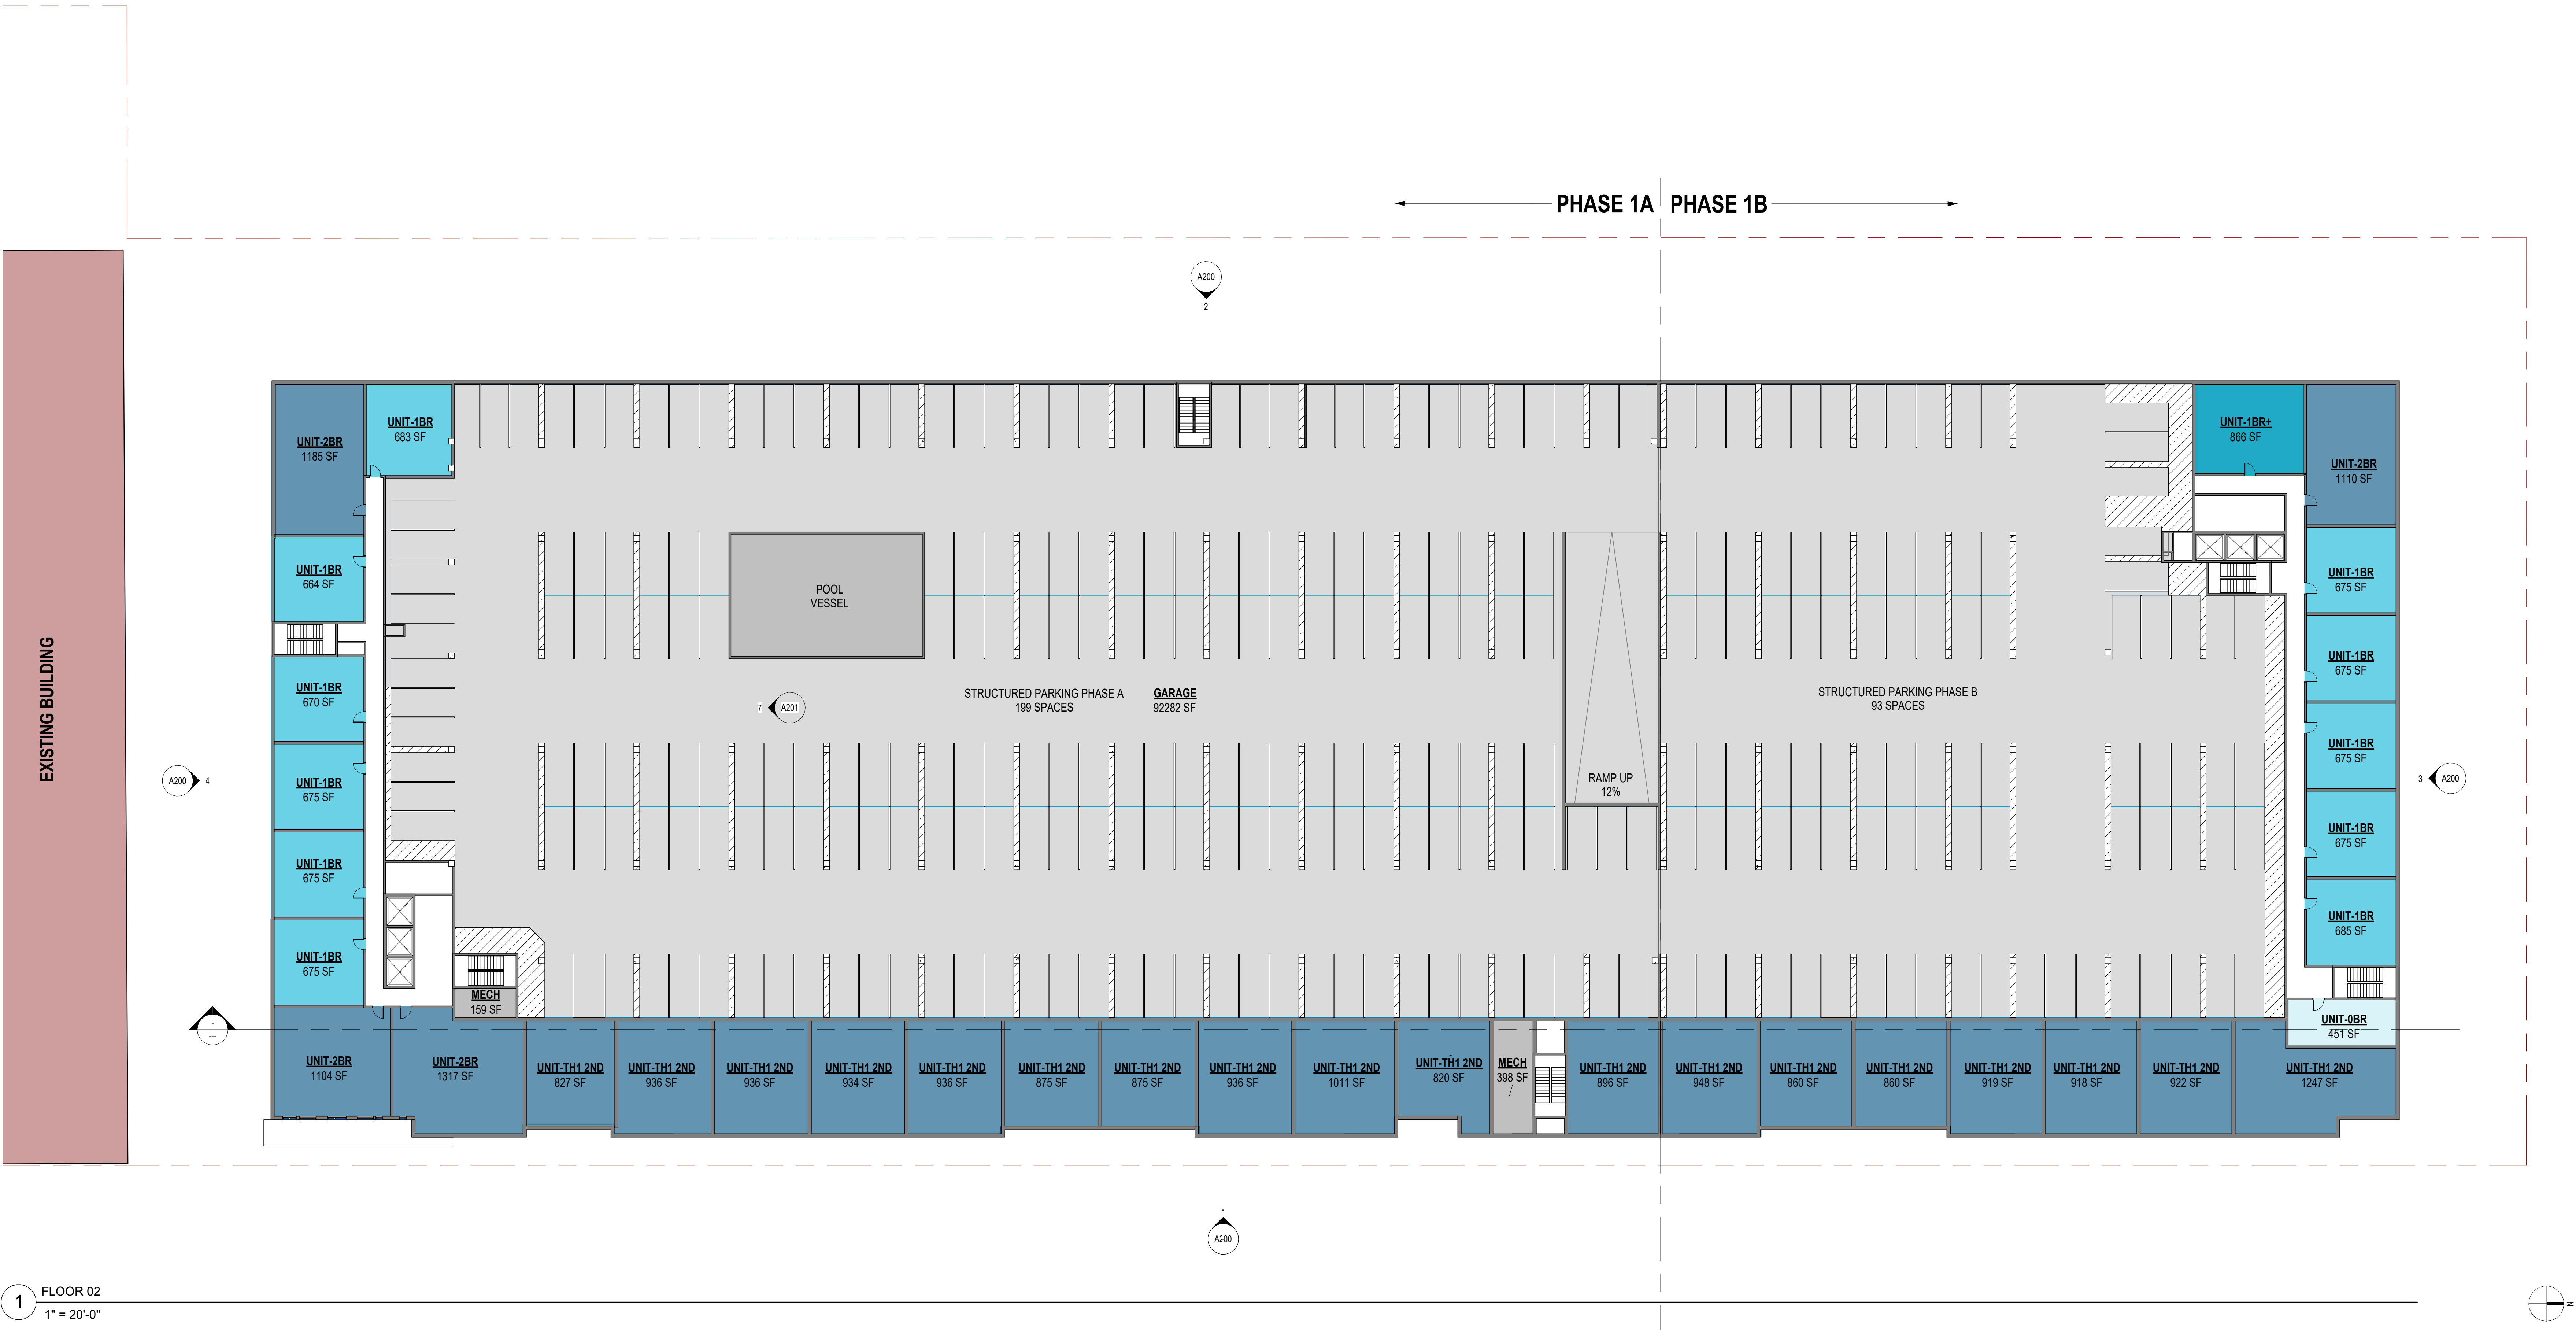 PHASE 1A
PHASE 1B
A200
2
UNIT-2BR
1185 SF
UNIT-1BR
683 SF
UNIT-1BR+
866 SF
UNIT-2BR
1110 SF
UNIT-1BR
664 SF
POOL
VESSEL
UNIT-1BR
675 SF
EXISTING BUILDING
UNIT-1BR
670 SF
7
A201
STRUCTURED PARKING PHASE A
199 SPACES
GARAGE
92282 SF
STRUCTURED PARKING PHASE B
93 SPACES
UNIT-1BR
675 SF
A200
4
UNIT-1BR
675 SF
RAMP UP
12%
UNIT-1BR
675 SF
3
A200
UNIT-1BR
675 SF
UNIT-1BR
675 SF
UNIT-1BR
675 SF
UNIT-1BR
685 SF
MECH
159 SF
UNIT-0BR
451 SF
UNIT-2BR
1104 SF
UNIT-2BR
1317 SF
UNIT-TH1 2ND
827 SF
UNIT-TH1 2ND
936 SF
UNIT-TH1 2ND
936 SF
UNIT-TH1 2ND
934 SF
UNIT-TH1 2ND
936 SF
UNIT-TH1 2ND
875 SF
UNIT-TH1 2ND
875 SF
UNIT-TH1 2ND
936 SF
UNIT-TH1 2ND
1011 SF
UNIT-TH1 2ND
820 SF
MECH
398 SF
UNIT-TH1 2ND
896 SF
UNIT-TH1 2ND
948 SF
UNIT-TH1 2ND
860 SF
UNIT-TH1 2ND
860 SF
UNIT-TH1 2ND
919 SF
UNIT-TH1 2ND
918 SF
UNIT-TH1 2ND
922 SF
UNIT-TH1 2ND
1247 SF
A200
1
FLOOR 02
1" = 20'-0"
N